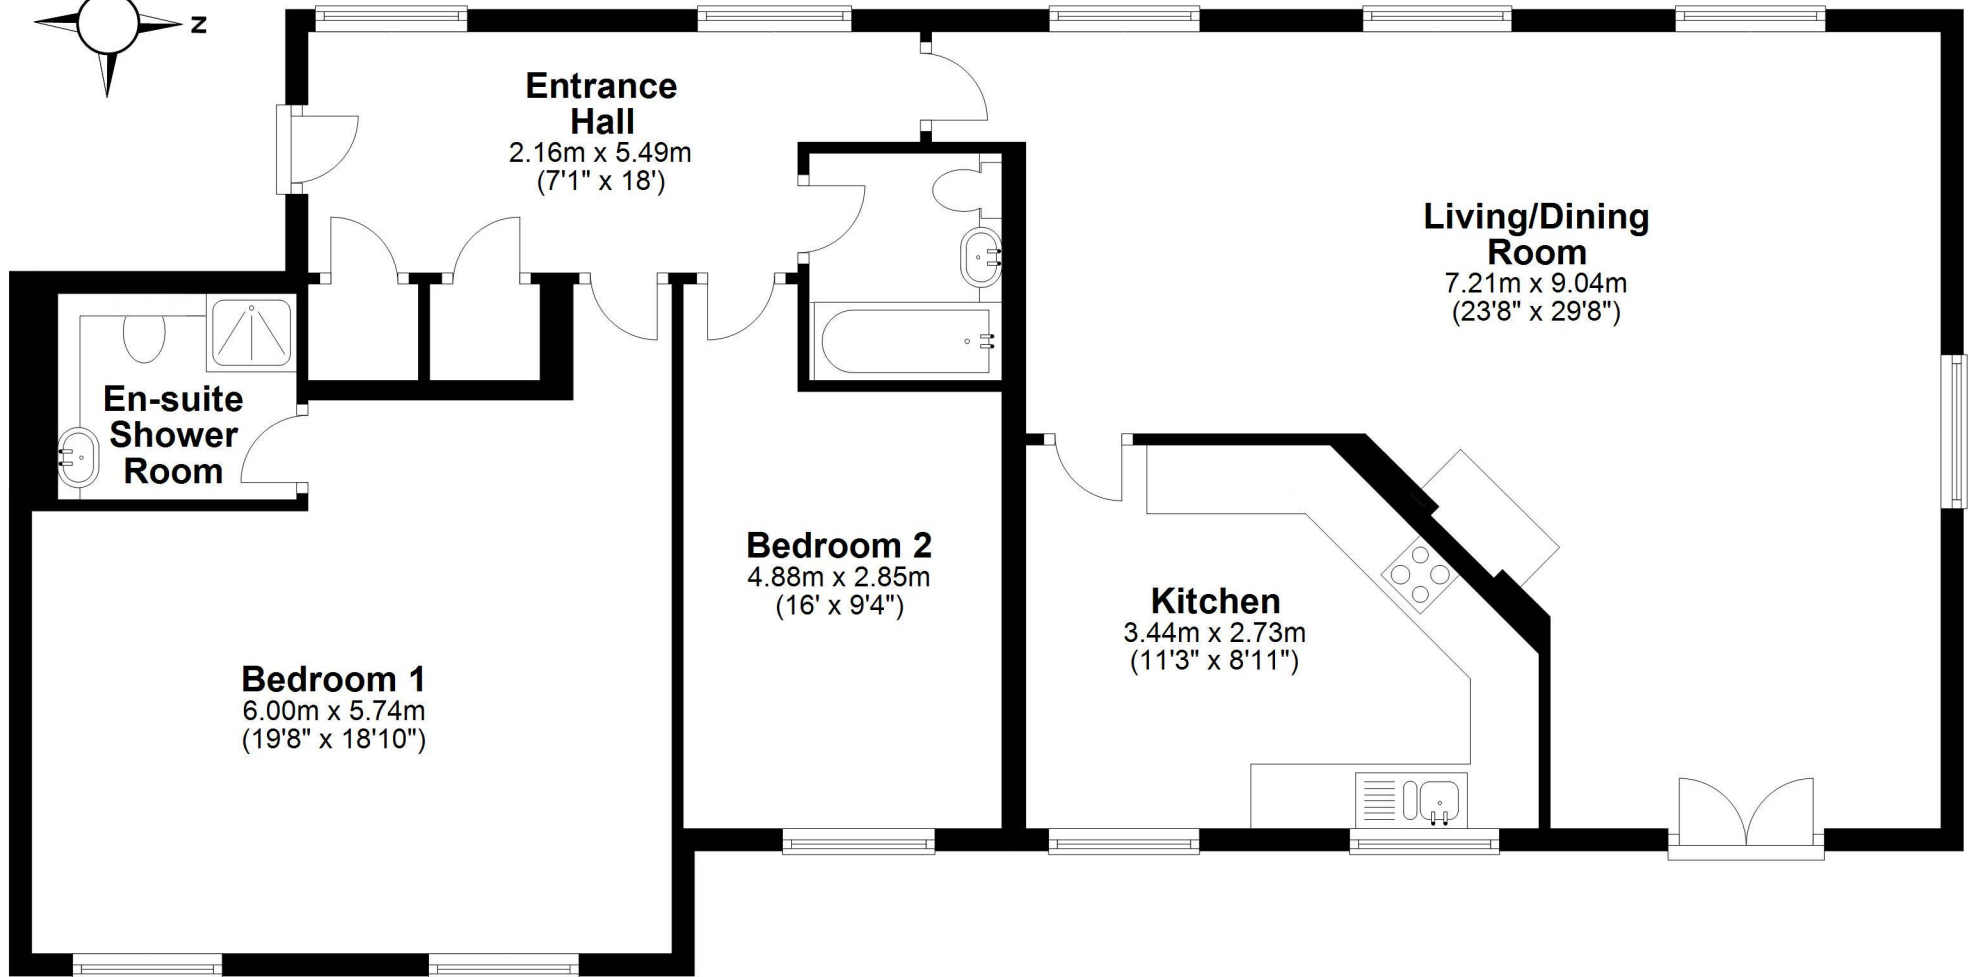 N
Entrance
Hall
2.16m x 5.49m
(7'1" x 18')
Living/Dining
Room
7.21m x 9.04m
(23'8" x 29'8")
En-suite
Shower
Room
Bedroom 2
4.88m x 2.85m
(16' x 9'4")
Kitchen
3.44m x 2.73m
(11'3" x 8'11")
Bedroom 1
6.00m x 5.74m
(19'8" x 18'10")